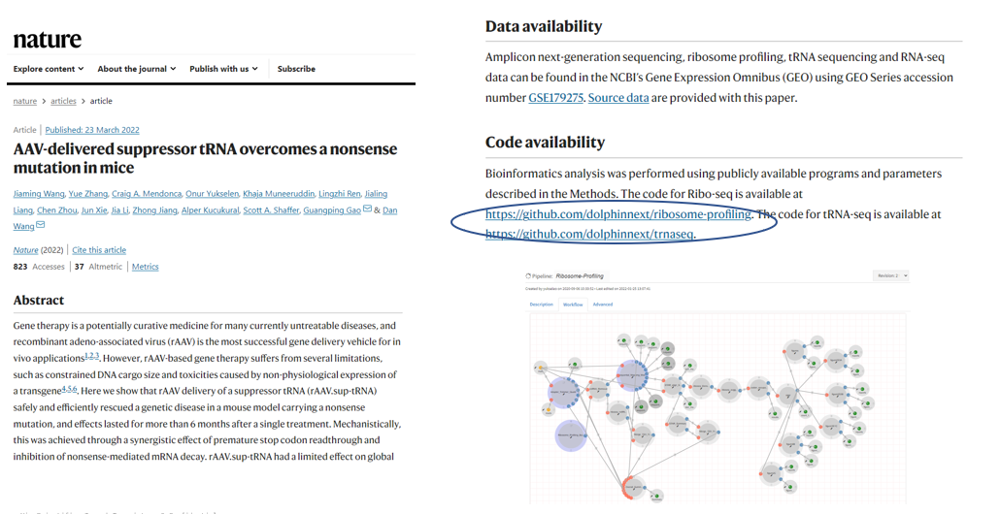 nature
Explore content
About the journal
Publish with us
Subscribe
nature > articles > article
Article | Published: 23 March 2022
AAV-delivered suppressor tRNA overcomes a nonsense
mutation in mice
Jiaming Wang, Yue Zhang, Craig A. Mendonca, Onur Yukselen, Khaja Muneeruddin, Lingzhi Ren, Jialing
Liang, Chen Zhou, Jun Xie, Jia Li, Zhong Jiang, Alper Kucukural, Scott A. Shaffer, Guangping Gao & Dan
Wang
Nature (2022) | Cite this article
823 Accesses | 37 Altmetric | Metrics
Abstract
Gene therapy is a potentially curative medicine for many currently untreatable diseases, and
recombinant adeno-associated virus (rAAV) is the most successful gene delivery vehicle for in
vivo applications1,2,3. However, rAAV-based gene therapy suffers from several limitations,
such as constrained DNA cargo size and toxicities caused by non-physiological expression of
a transgene4,5,6. Here we show that rAAV delivery of a suppressor tRNA (rAAV.sup-tRNA)
safely and efficiently rescued a genetic disease in a mouse model carrying a nonsense
mutation, and effects lasted for more than 6 months after a single treatment. Mechanistically,
this was achieved through a synergistic effect of premature stop codon readthrough and
inhibition of nonsense-mediated mRNA decay. rAAV.sup-tRNA had a limited effect on global
Data availability
Amplicon next-generation sequencing, ribosome profiling, tRNA sequencing and RNA-seq
data can be found in the NCBI's Gene Expression Omnibus (GEO) using GEO Series accession
number GSE179275. Source data are provided with this paper.
Code availability
Bioinformatics analysis was performed using publicly available programs and parameters
described in the Methods. The code for Ribo-seq is available at
https://github.com/dolphinnext/ribosome-profiling. The code for tRNA-seq is available at
https://github.com/dolphinnext/trnaseq.
Pipeline: Ribosome-Profiling
Revision: 2
Description
Workflow
Advanced